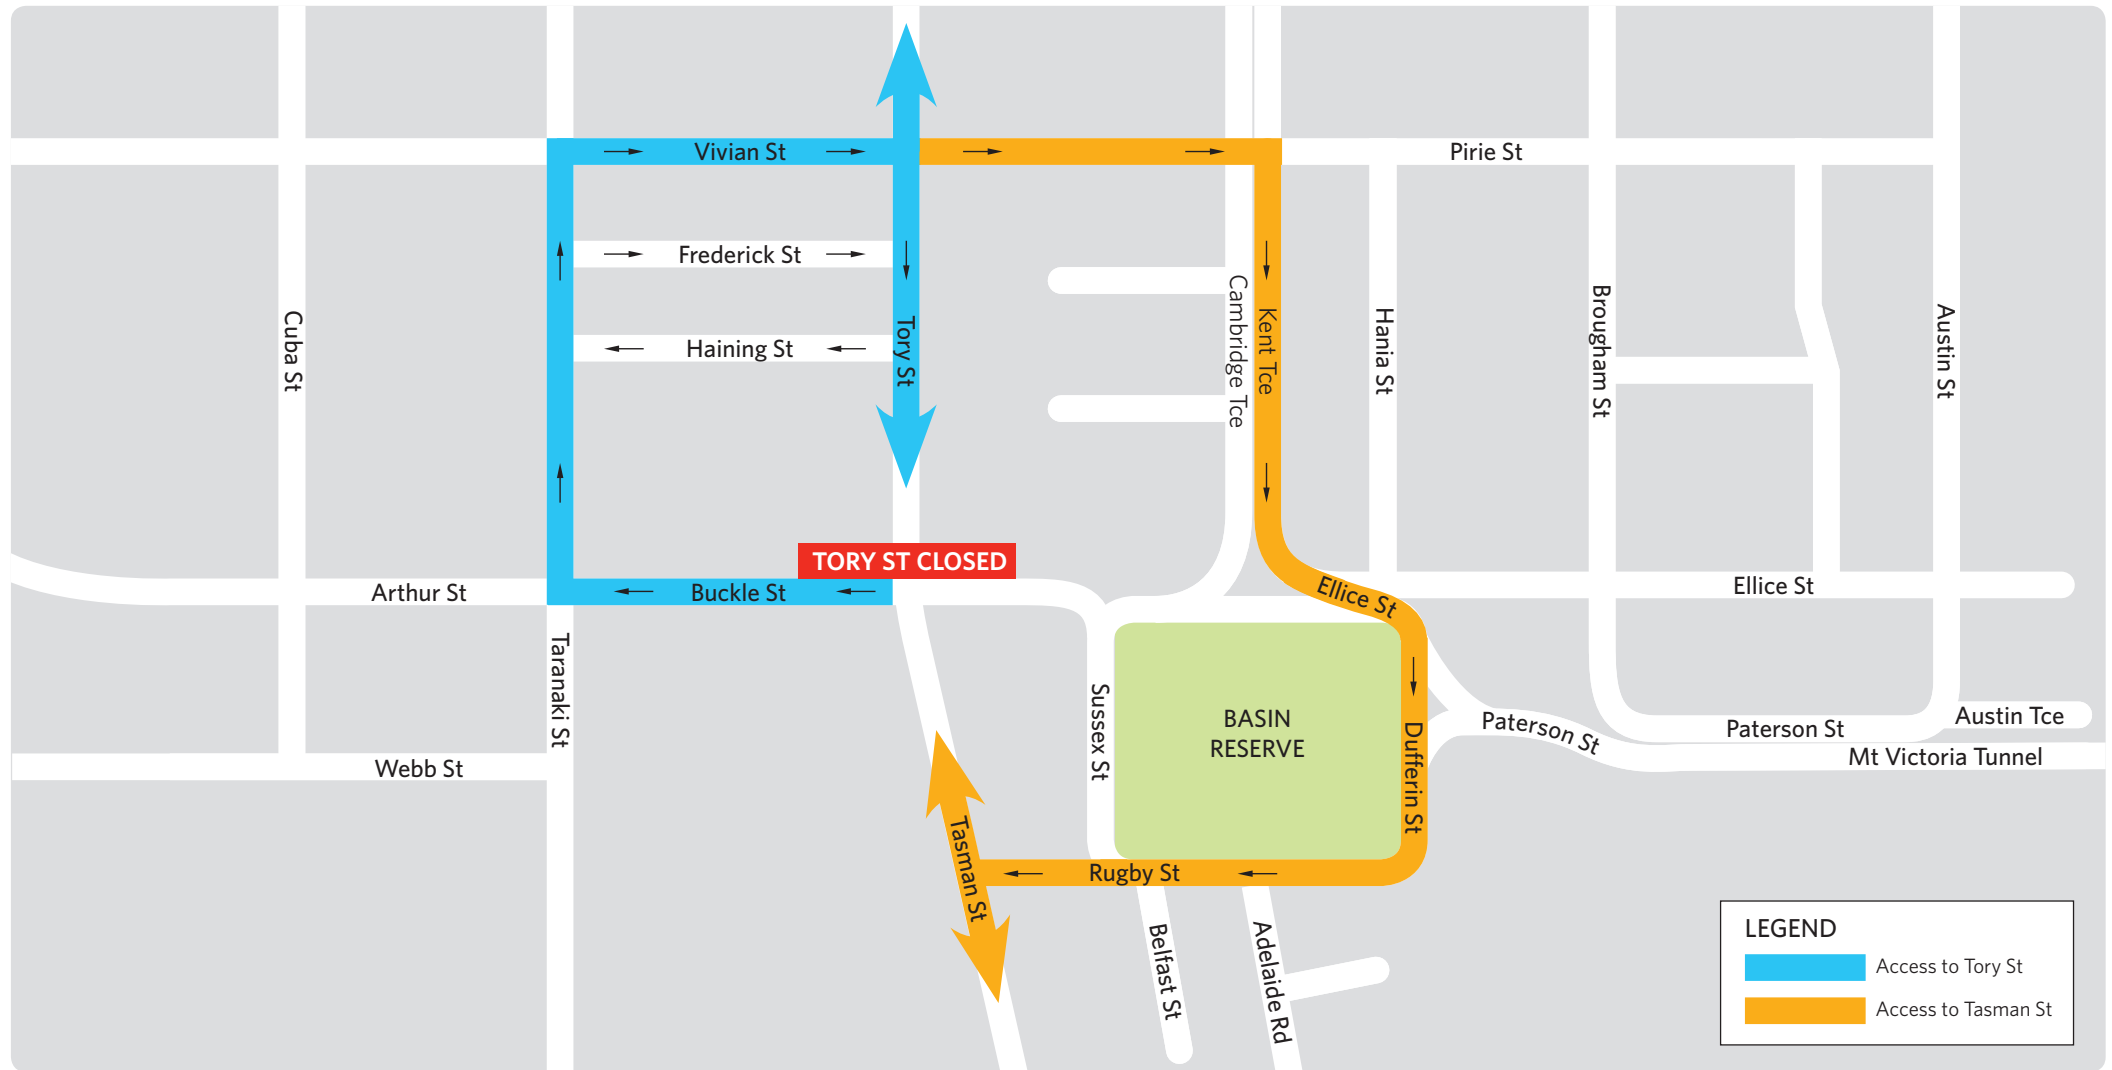 Vivian St
Pirie St
Frederick St
Haining St
Cuba St
Tory St
Cambridge Tce
Kent Tce
Hania St
Brougham St
Austin St
TORY ST CLOSED
Arthur St
Buckle St
Ellice St
Ellice St
Taranaki St
Sussex St
BASIN
RESERVE
Dufferin St
Paterson St
Paterson St
Austin Tce
Mt Victoria Tunnel
Webb St
Tasman St
Rugby St
Belfast St
Adelaide Rd
LEGEND
Access to Tory St
Access to Tasman St